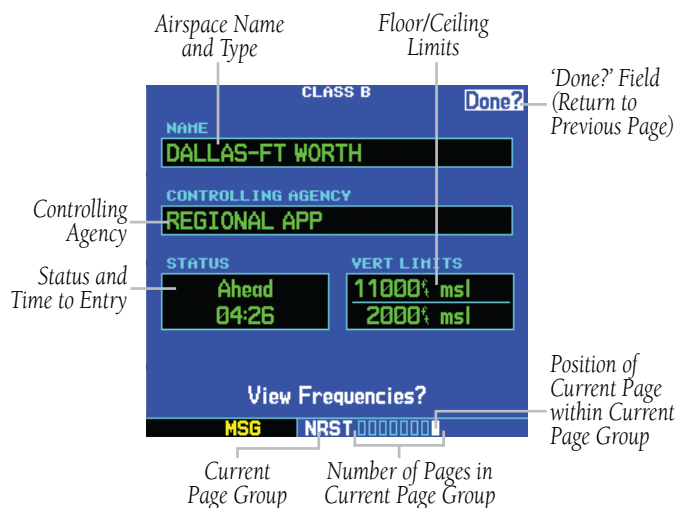 Airspace Name
and Type
Floor/Ceiling
Limits
'Done?' Field
(Return to
Previous Page)
CLASS B
Done?
NAME
DALLAS-FT WORTH
CONTROLLING AGENCY
REGIONAL APP
Controlling
Agency
STATUS
VERT LIMITS
Status and
Time to Entry
Ahead
11000ft msl
04:26
2000ft msl
View Frequencies?
Position of
Current Page
within Current
Page Group
MSG
NRST
Current
Page Group
Number of Pages in
Current Page Group